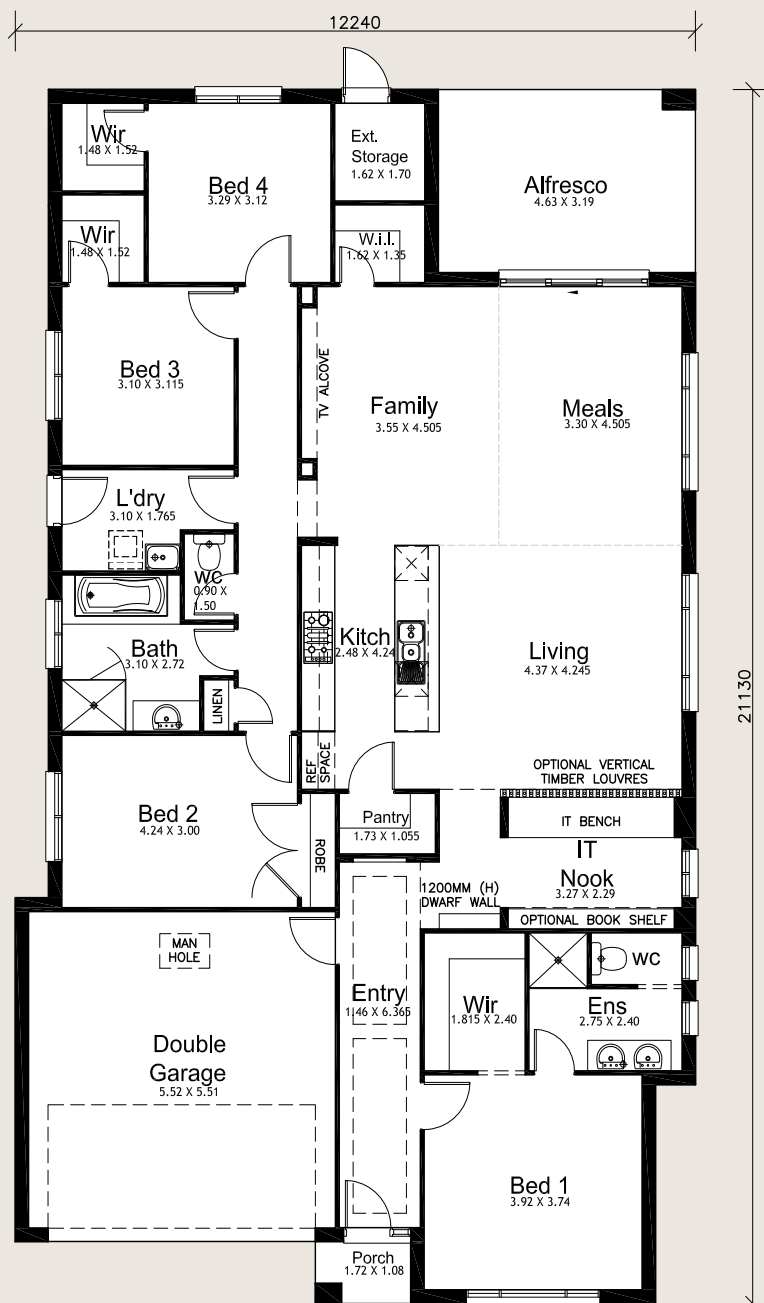 12240
Wir
1.48 X 1.52
Bed 4
3.29 X 3.12
Ext.
Storage
1.62 X 1.70
Alfresco
4.63 X 3.19
Wir
1.48 X 1.52
W.i.l.
1.62 X 1.35
Bed 3
3.10 X 3.115
TV ALCOVE
Family
3.55 X 4.505
Meals
3.30 X 4.505
L'dry
3.10 X 1.765
WC
0.90 X
1.50
Bath
3.10 X 2.72
Kitch
2.48 X 4.24
Living
4.37 X 4.245
21130
LINEN
REF
SPACE
OPTIONAL VERTICAL
TIMBER LOUVRES
Bed 2
4.24 X 3.00
ROBE
Pantry
1.73 X 1.055
IT BENCH
IT
Nook
3.27 X 2.29
1200MM (H)
DWARF WALL
OPTIONAL BOOK SHELF
MAN
HOLE
WC
Entry
1.46 X 6.365
Wir
1.815 X 2.40
Ens
2.75 X 2.40
Double
Garage
5.52 X 5.51
Bed 1
3.92 X 3.74
Porch
1.72 X 1.08